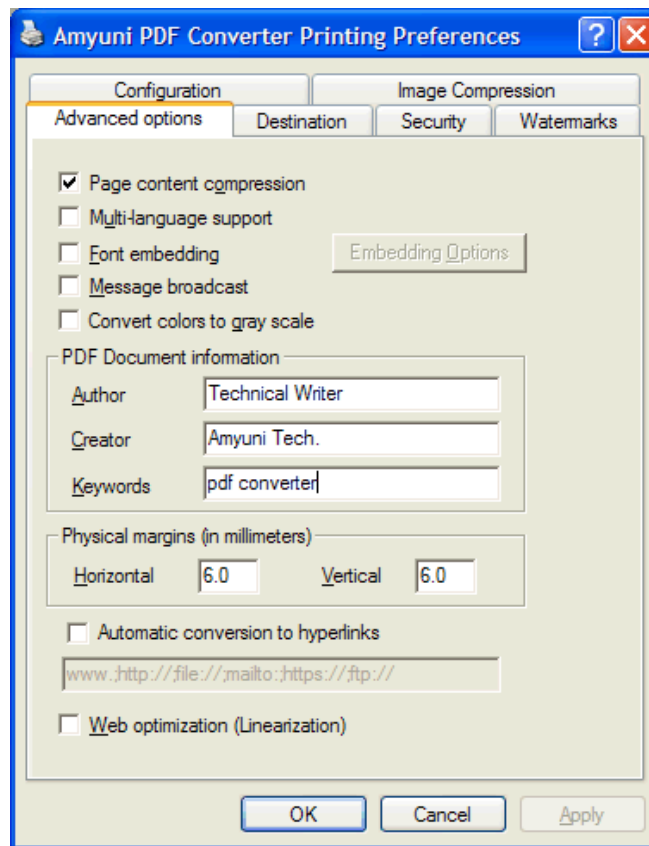 Amyuni PDF Converter Printing Preferences
Configuration Image Compression
Advanced options Destination Security Watermarks
Page content compression
Multi-language support
Font embedding Embedding Options
Message broadcast
Convert colors to gray scale
PDF Document information
Author Technical Writer
Creator Amyuni Tech.
Keywords pdf converter
Physical margins (in millimeters)
Horizontal 6.0 Vertical 6.0
Automatic conversion to hyperlinks
www.;http://;file://;mailto:;https://;ftp://
Web optimization (Linearization)
OK Cancel Apply